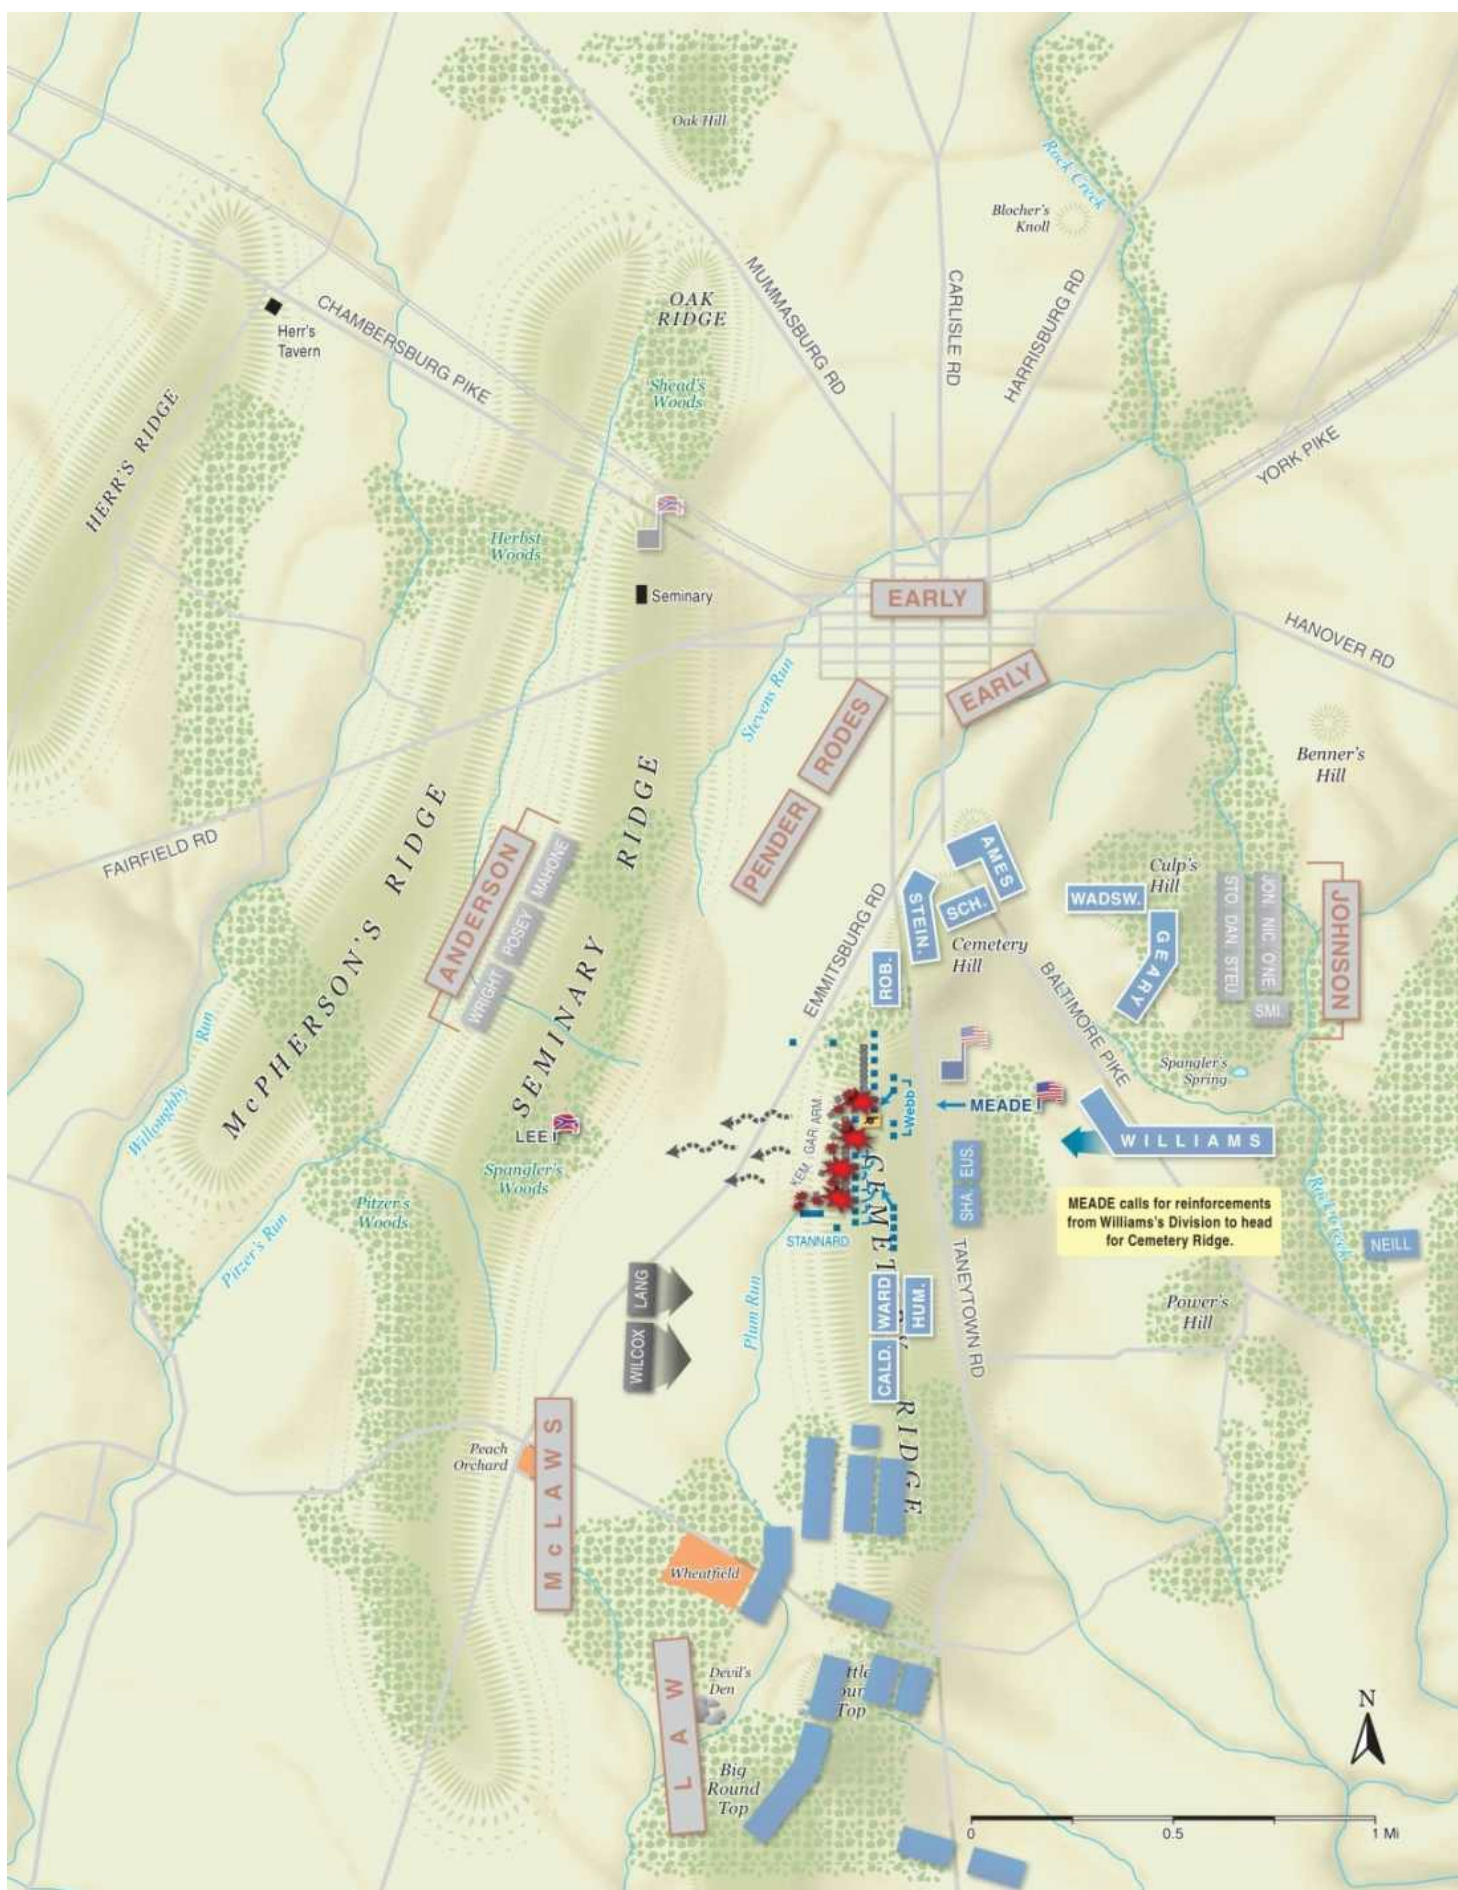 Oak Hill
Rock Creek
Blocher's
Knoll
OAK
RIDGE
MUMMASBURG RD
CARLISLE RD
HARRISBURG RD
CHAMBERSBURG PIKE
Herr's
Tavern
Shead's
Woods
HERR'S RIDGE
YORK PIKE
Herbst
Woods
Seminary
EARLY
HANOVER RD
Stevens Run
EARLY
RODES
PENDER
Benner's
Hill
McPHERSON'S RIDGE
SEMINARY RIDGE
FAIRFIELD RD
ANDERSON
MAHONE
POSEY
WRIGHT
EMMITSBURG RD
AMES
STEIN.
SCH.
Cemetery
Hill
ROB.
WADSW.
Culp's
Hill
GEARY
STO. DAN. STEU.
JON. NIC. O'NE.
SMI.
JOHNSON
BALTIMORE PIKE
Spangler's
Spring
Willoughby Run
LEE
Spangler's
Woods
Pitzer's
Woods
Pitzer's Run
KEM. GAR. ARM.
Webb
MEADE
WILLIAMS
SHA. EUS.
MEADE calls for reinforcements
from Williams's Division to head
for Cemetery Ridge.
Rock Creek
NEILL
STANNARD
LANG
WILCOX
Plum Run
WARD
HUM.
CALD.
RIDGE
TANEYTOWN RD
Power's
Hill
Peach
Orchard
McLAWS
Wheatfield
LAW
Devil's
Den
Top
Big
Round
Top
N
0 0.5 1 Mi